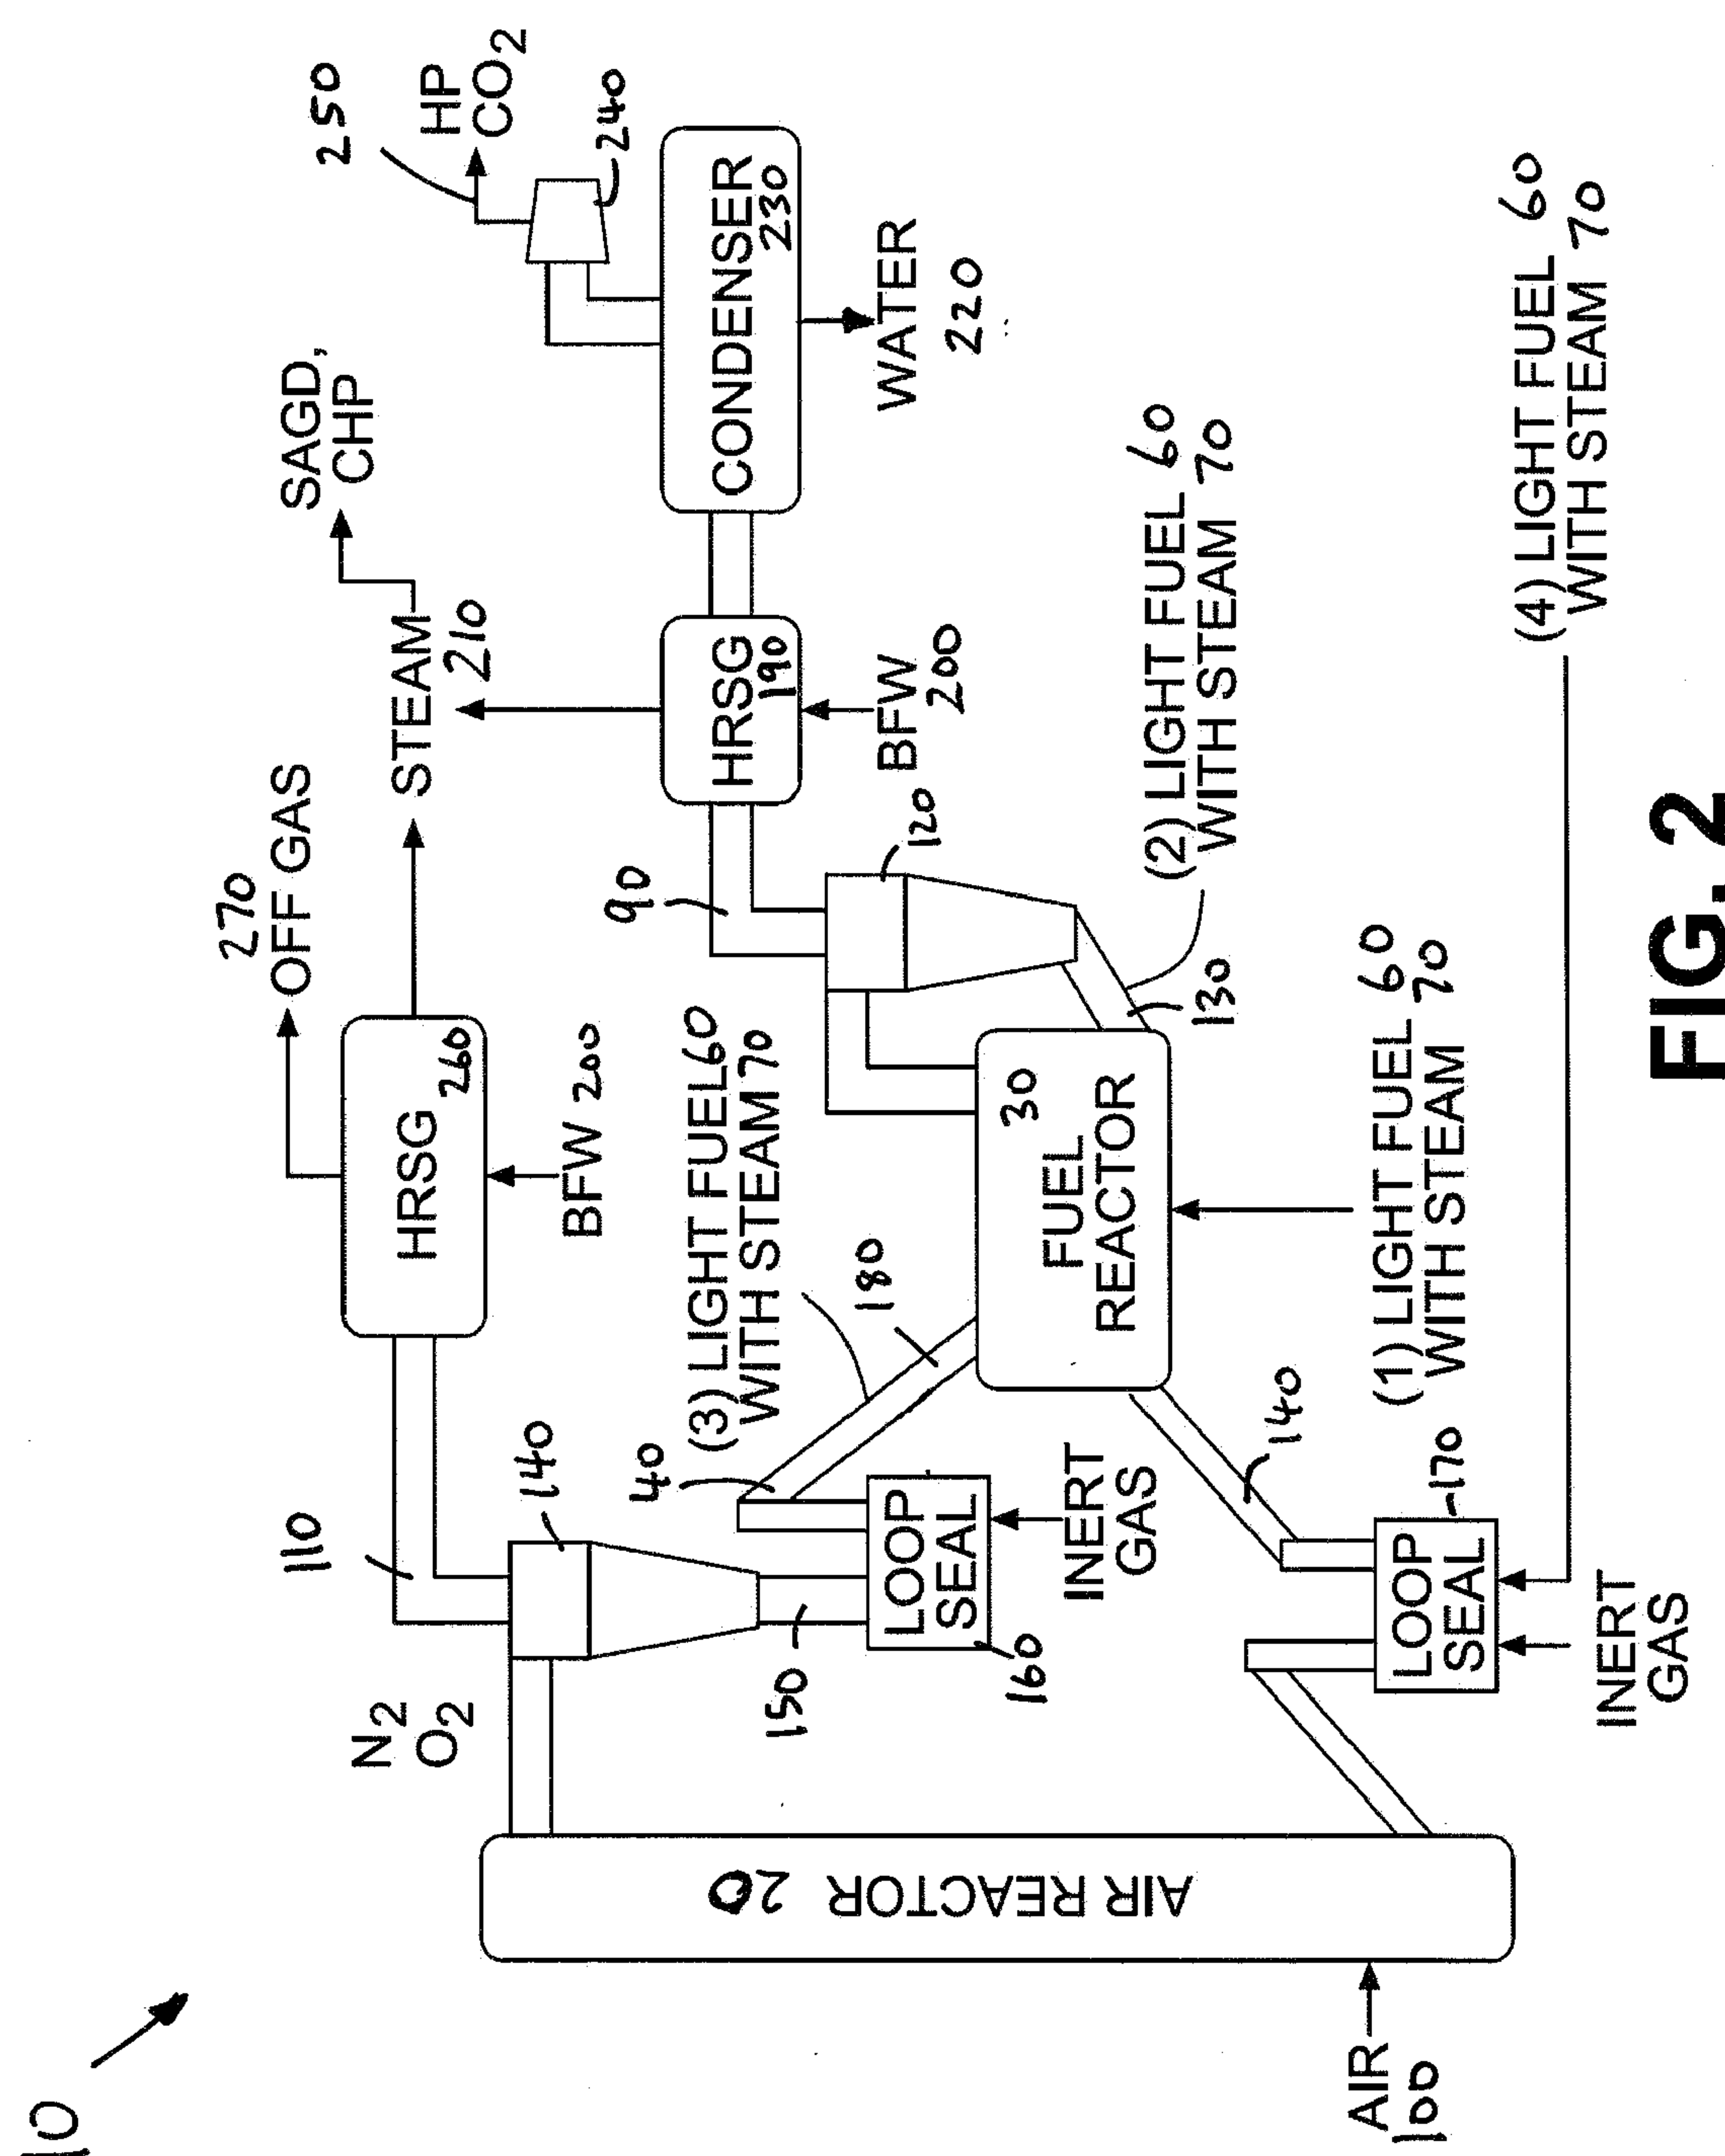 10
270
OFF GAS
SAGD,
CHP
250
HP
CO2
110
HRSG
260
STEAM
210
240
N2
O2
140
BFW 200
90
HRSG
190
CONDENSER
230
40
(3) LIGHT FUEL 60
WITH STEAM 70
120
BFW
200
WATER
220
150
LOOP
SEAL
160
180
30
FUEL
REACTOR
130
(2) LIGHT FUEL 60
WITH STEAM 70
INERT
GAS
AIR REACTOR 20
140
(1) LIGHT FUEL 60
WITH STEAM 70
AIR
100
LOOP
SEAL
170
(4) LIGHT FUEL 60
WITH STEAM 70
INERT
GAS
FIG. 2